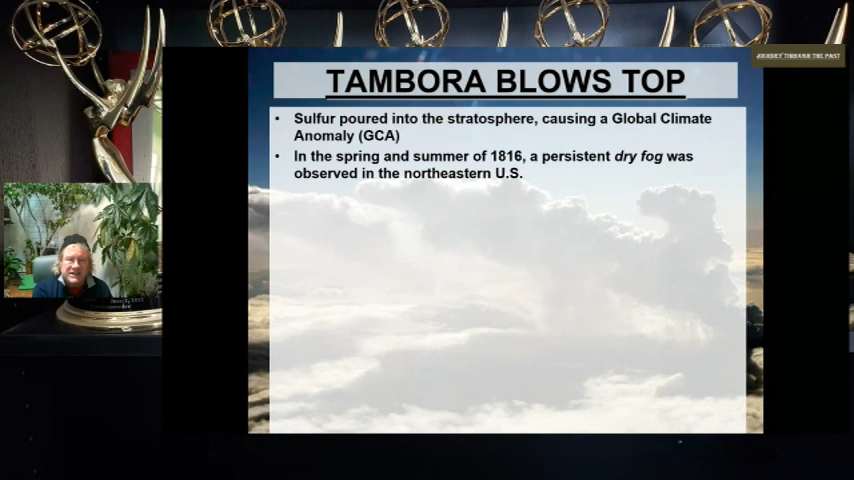 JOURNEY THROUGH THE PAST
TAMBORA BLOWS TOP
• Sulfur poured into the stratosphere, causing a Global Climate
Anomaly (GCA)
• In the spring and summer of 1816, a persistent dry fog was
observed in the northeastern U.S.